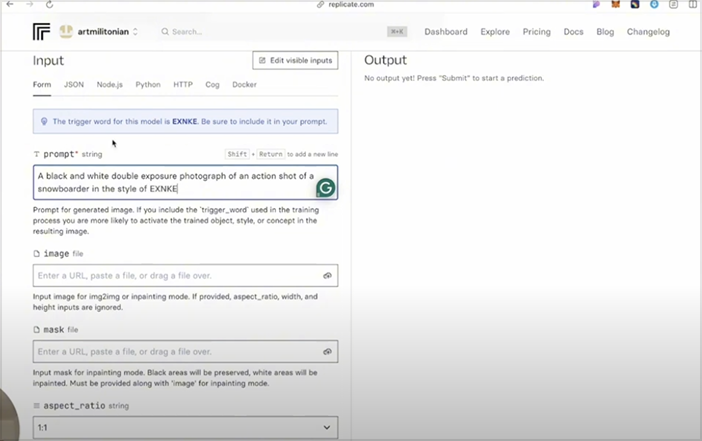 replicate.com
artmilitonian
Search...
⌘+K
Dashboard
Explore
Pricing
Docs
Blog
Changelog
Input
Edit visible inputs
Form
JSON
Node.js
Python
HTTP
Cog
Docker
The trigger word for this model is EXNKE. Be sure to include it in your prompt.
prompt* string
Shift + Return to add a new line
A black and white double exposure photograph of an action shot of a
snowboarder in the style of EXNKE
Prompt for generated image. If you include the `trigger_word` used in the training
process you are more likely to activate the trained object, style, or concept in the
resulting image.
image file
Enter a URL, paste a file, or drag a file over.
Input image for img2img or inpainting mode. If provided, aspect_ratio, width, and
height inputs are ignored.
mask file
Enter a URL, paste a file, or drag a file over.
Input mask for inpainting mode. Black areas will be preserved, white areas will be
inpainted. Must be provided along with 'image' for inpainting mode.
aspect_ratio string
1:1
Output
No output yet! Press "Submit" to start a prediction.